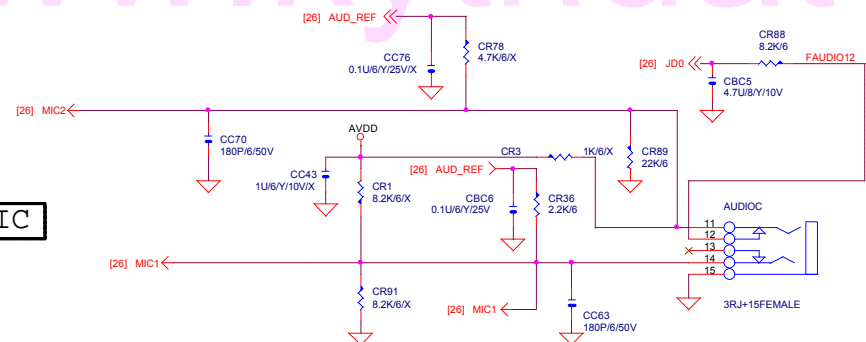 [26] AUD_REF
CC76
0.1U/6/Y/25V/X
CR78
4.7K/6/X
CR88
8.2K/6
[26] JD0
FAUDIO12
CBC5
4.7U/8/Y/10V
[26] MIC2
CC70
180P/6/50V
AVDD
CR3
1K/6/X
CR89
22K/6
CC43
1U/6/Y/10V/X
CR1
8.2K/6/X
[26] AUD_REF
CBC6
0.1U/6/Y/25V
CR36
2.2K/6
AUDIOC
11
12
13
14
15
IC
[26] MIC1
CR91
8.2K/6/X
[26] MIC1
CC63
180P/6/50V
3RJ+15FEMALE